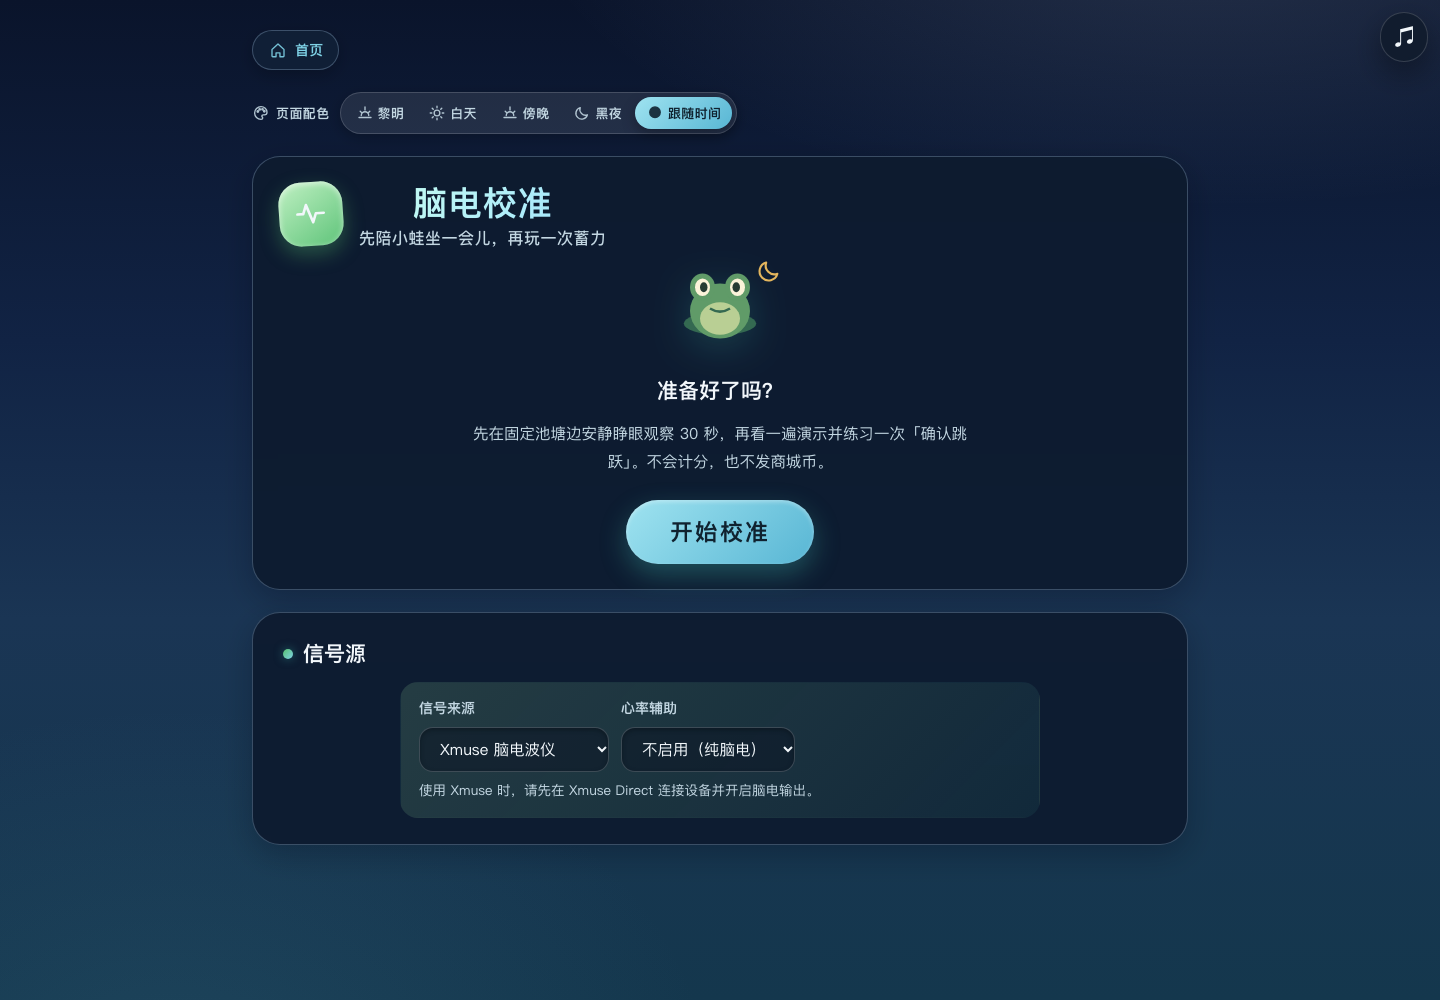 首页
页面配色 黎明 白天 傍晚 黑夜 跟随时间
脑电校准
先陪小蛙坐一会儿，再玩一次蓄力
准备好了吗？
先在固定池塘边安静睁眼观察 30 秒，再看一遍演示并练习一次「确认跳
跃」。不会计分，也不发商城币。
开始校准
信号源
信号来源 心率辅助
Xmuse 脑电波仪 不启用（纯脑电）
使用 Xmuse 时，请先在 Xmuse Direct 连接设备并开启脑电输出。